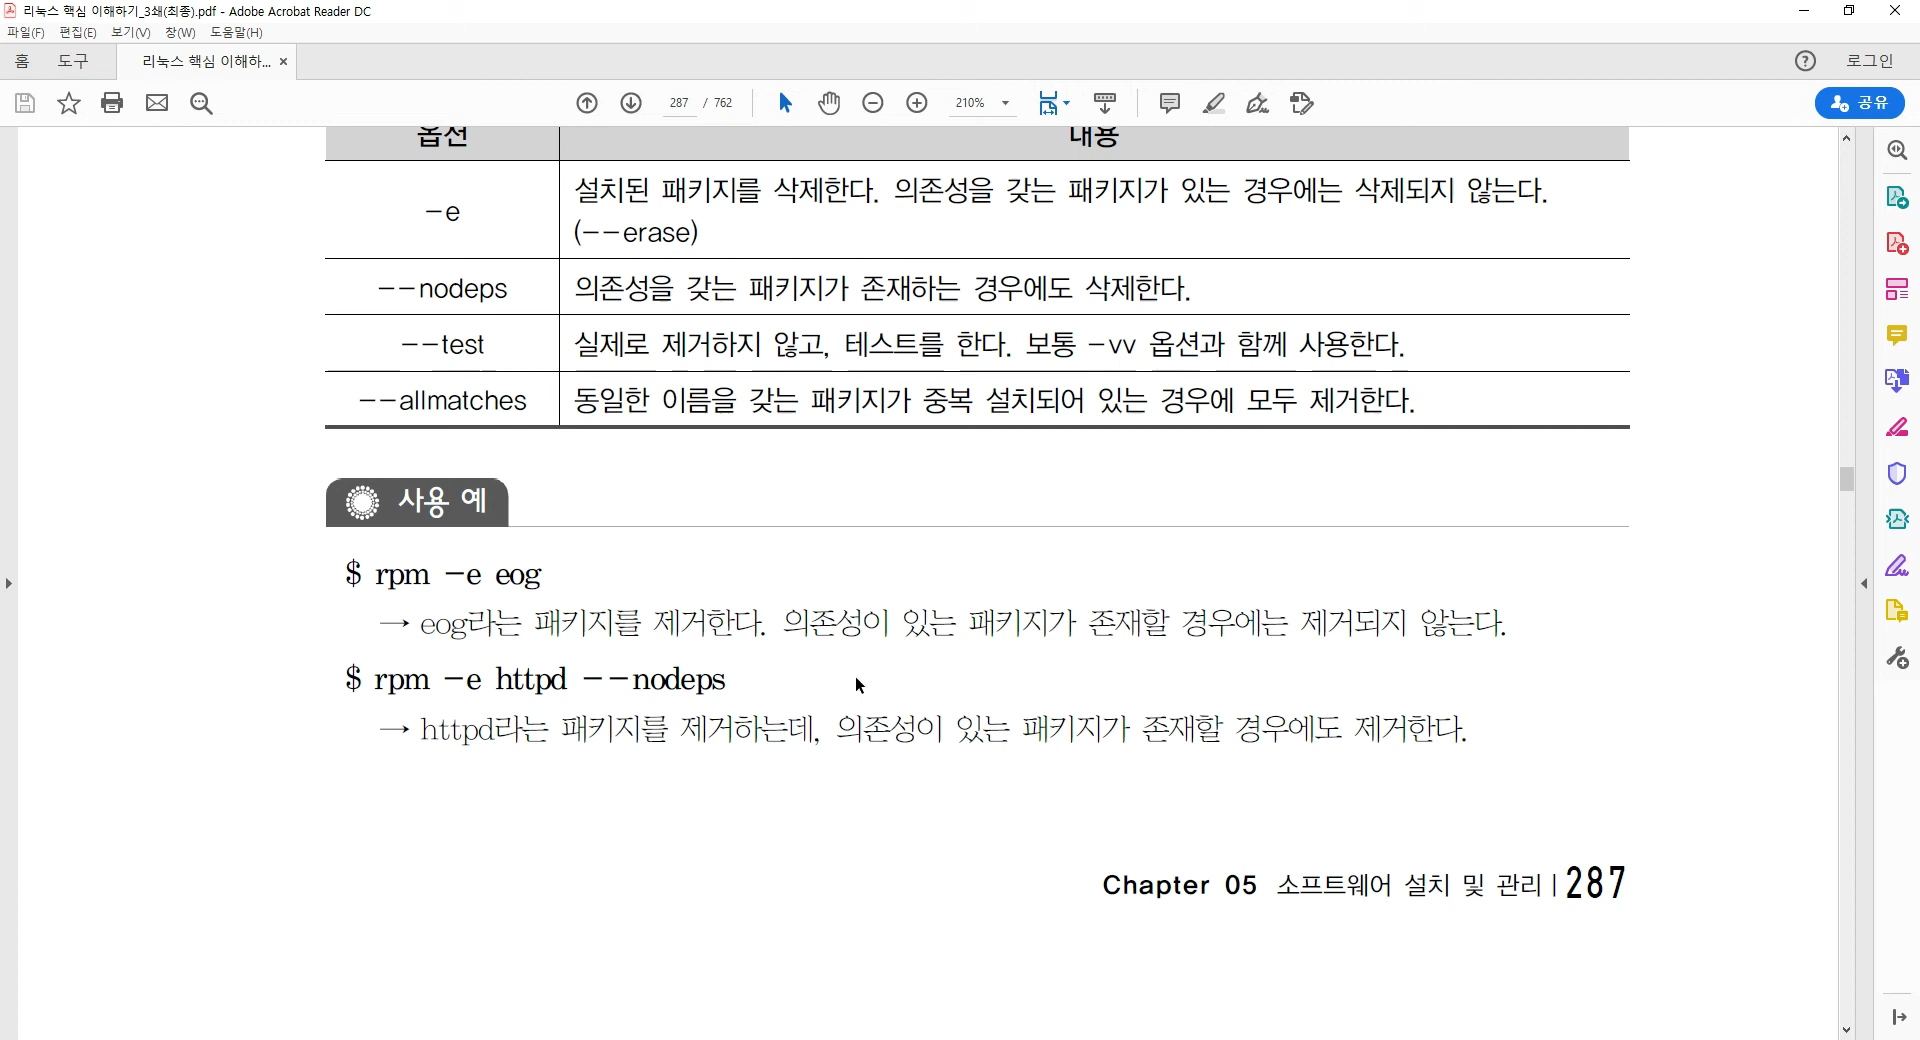 리눅스 핵심 이해하기_3쇄(최종).pdf - Adobe Acrobat Reader DC
파일(F) 편집(E) 보기(V) 창(W) 도움말(H)
홈 도구 리눅스 핵심 이해하... × 로그인
287 / 762 210% 공유
옵션 내용
-e 설치된 패키지를 삭제한다. 의존성을 갖는 패키지가 있는 경우에는 삭제되지 않는다.
(--erase)
--nodeps 의존성을 갖는 패키지가 존재하는 경우에도 삭제한다.
--test 실제로 제거하지 않고, 테스트를 한다. 보통 -vv 옵션과 함께 사용한다.
--allmatches 동일한 이름을 갖는 패키지가 중복 설치되어 있는 경우에 모두 제거한다.
사용 예
$ rpm -e eog
→ eog라는 패키지를 제거한다. 의존성이 있는 패키지가 존재할 경우에는 제거되지 않는다.
$ rpm -e httpd --nodeps
→ httpd라는 패키지를 제거하는데, 의존성이 있는 패키지가 존재할 경우에도 제거한다.
Chapter 05 소프트웨어 설치 및 관리 | 287